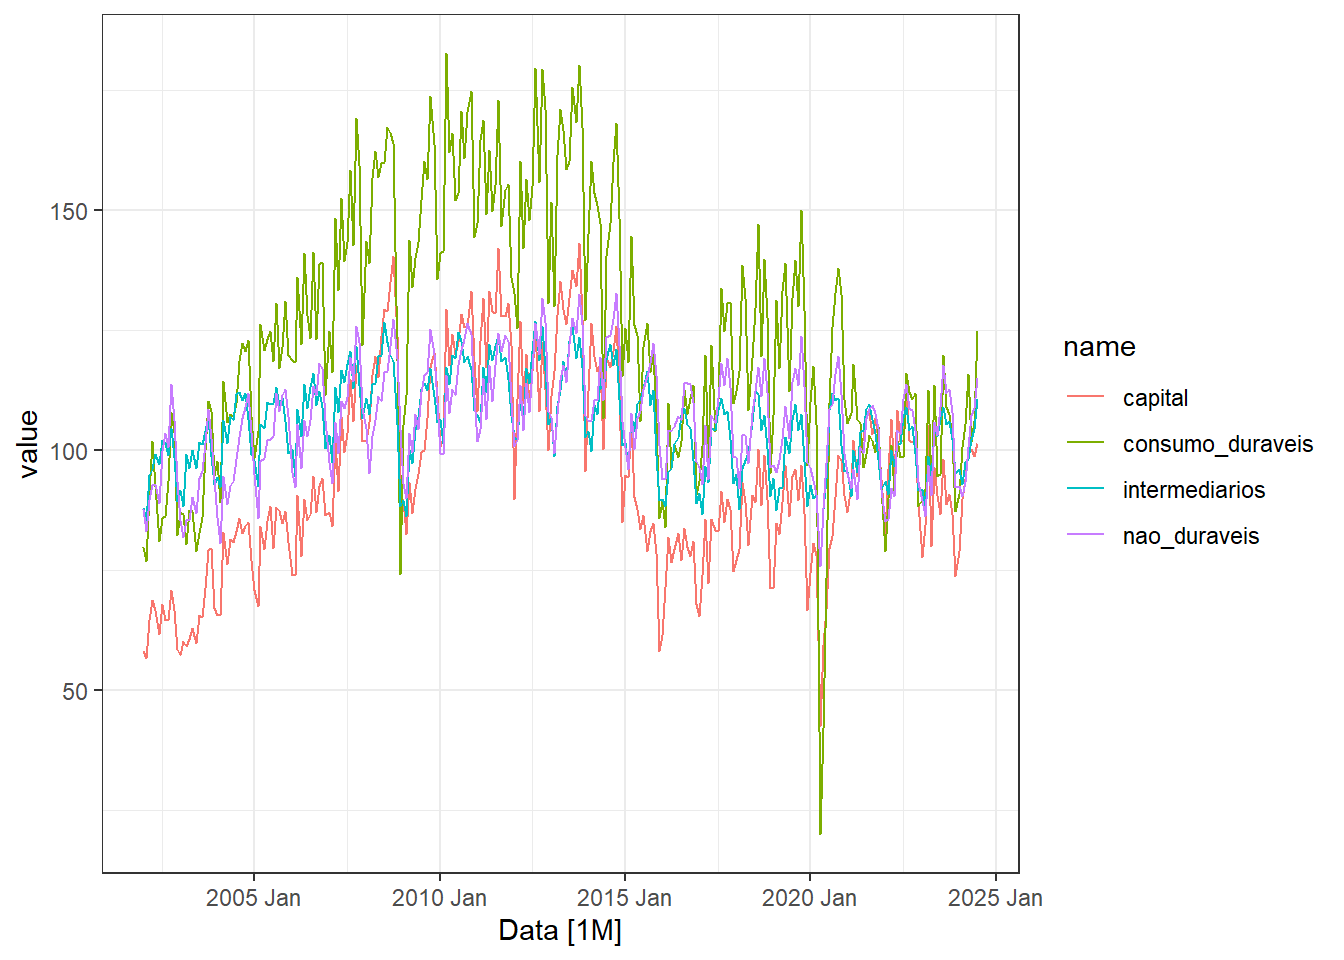 value
150
100
50
2005 Jan
2010 Jan
2015 Jan
2020 Jan
2025 Jan
Data [1M]
name
capital
consumo_duraveis
intermediarios
nao_duraveis